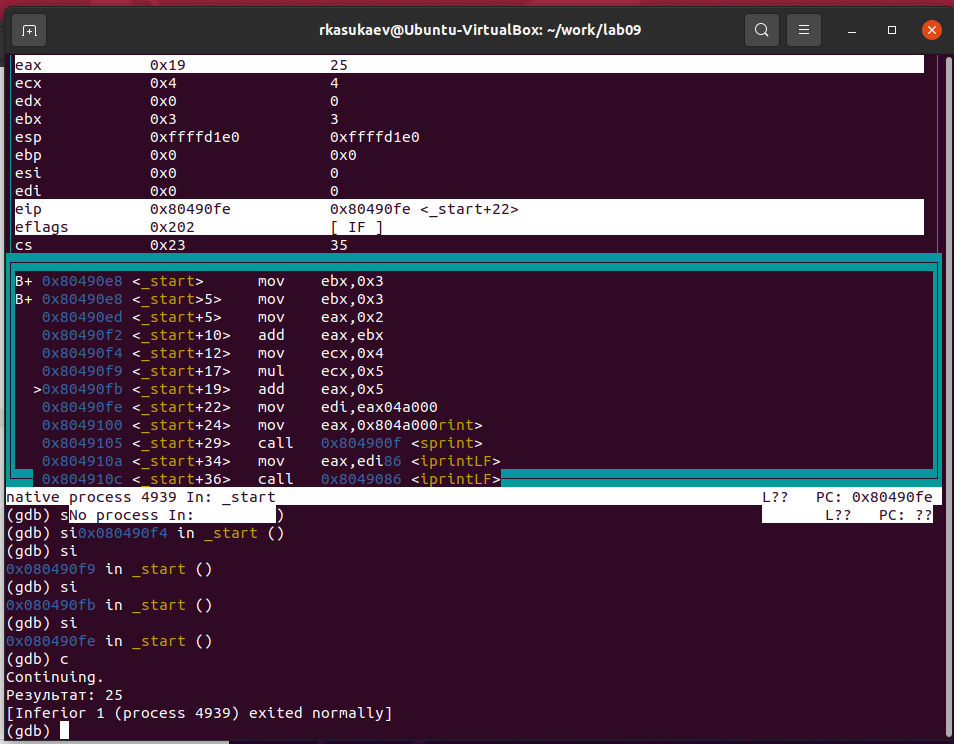 rkasukaev@Ubuntu-VirtualBox: ~/work/lab09
eax 0x19 25
ecx 0x4 4
edx 0x0 0
ebx 0x3 3
esp 0xffffd1e0 0xffffd1e0
ebp 0x0 0x0
esi 0x0 0
edi 0x0 0
eip 0x80490fe 0x80490fe <_start+22>
eflags 0x202 [ IF ]
cs 0x23 35
B+ 0x80490e8 <_start> mov ebx,0x3
B+ 0x80490e8 <_start>5> mov ebx,0x3
0x80490ed <_start+5> mov eax,0x2
0x80490f2 <_start+10> add eax,ebx
0x80490f4 <_start+12> mov ecx,0x4
0x80490f9 <_start+17> mul ecx,0x5
>0x80490fb <_start+19> add eax,0x5
0x80490fe <_start+22> mov edi,eax04a000
0x8049100 <_start+24> mov eax,0x804a000rint>
0x8049105 <_start+29> call 0x804900f <sprint>
0x804910a <_start+34> mov eax,edi86 <iprintLF>
0x804910c <_start+36> call 0x8049086 <iprintLF>
native process 4939 In: _start L?? PC: 0x80490fe
(gdb) sNo process In: ) L?? PC: ??
(gdb) si0x080490f4 in _start ()
(gdb) si
0x080490f9 in _start ()
(gdb) si
0x080490fb in _start ()
(gdb) si
0x080490fe in _start ()
(gdb) c
Continuing.
Результат: 25
[Inferior 1 (process 4939) exited normally]
(gdb)